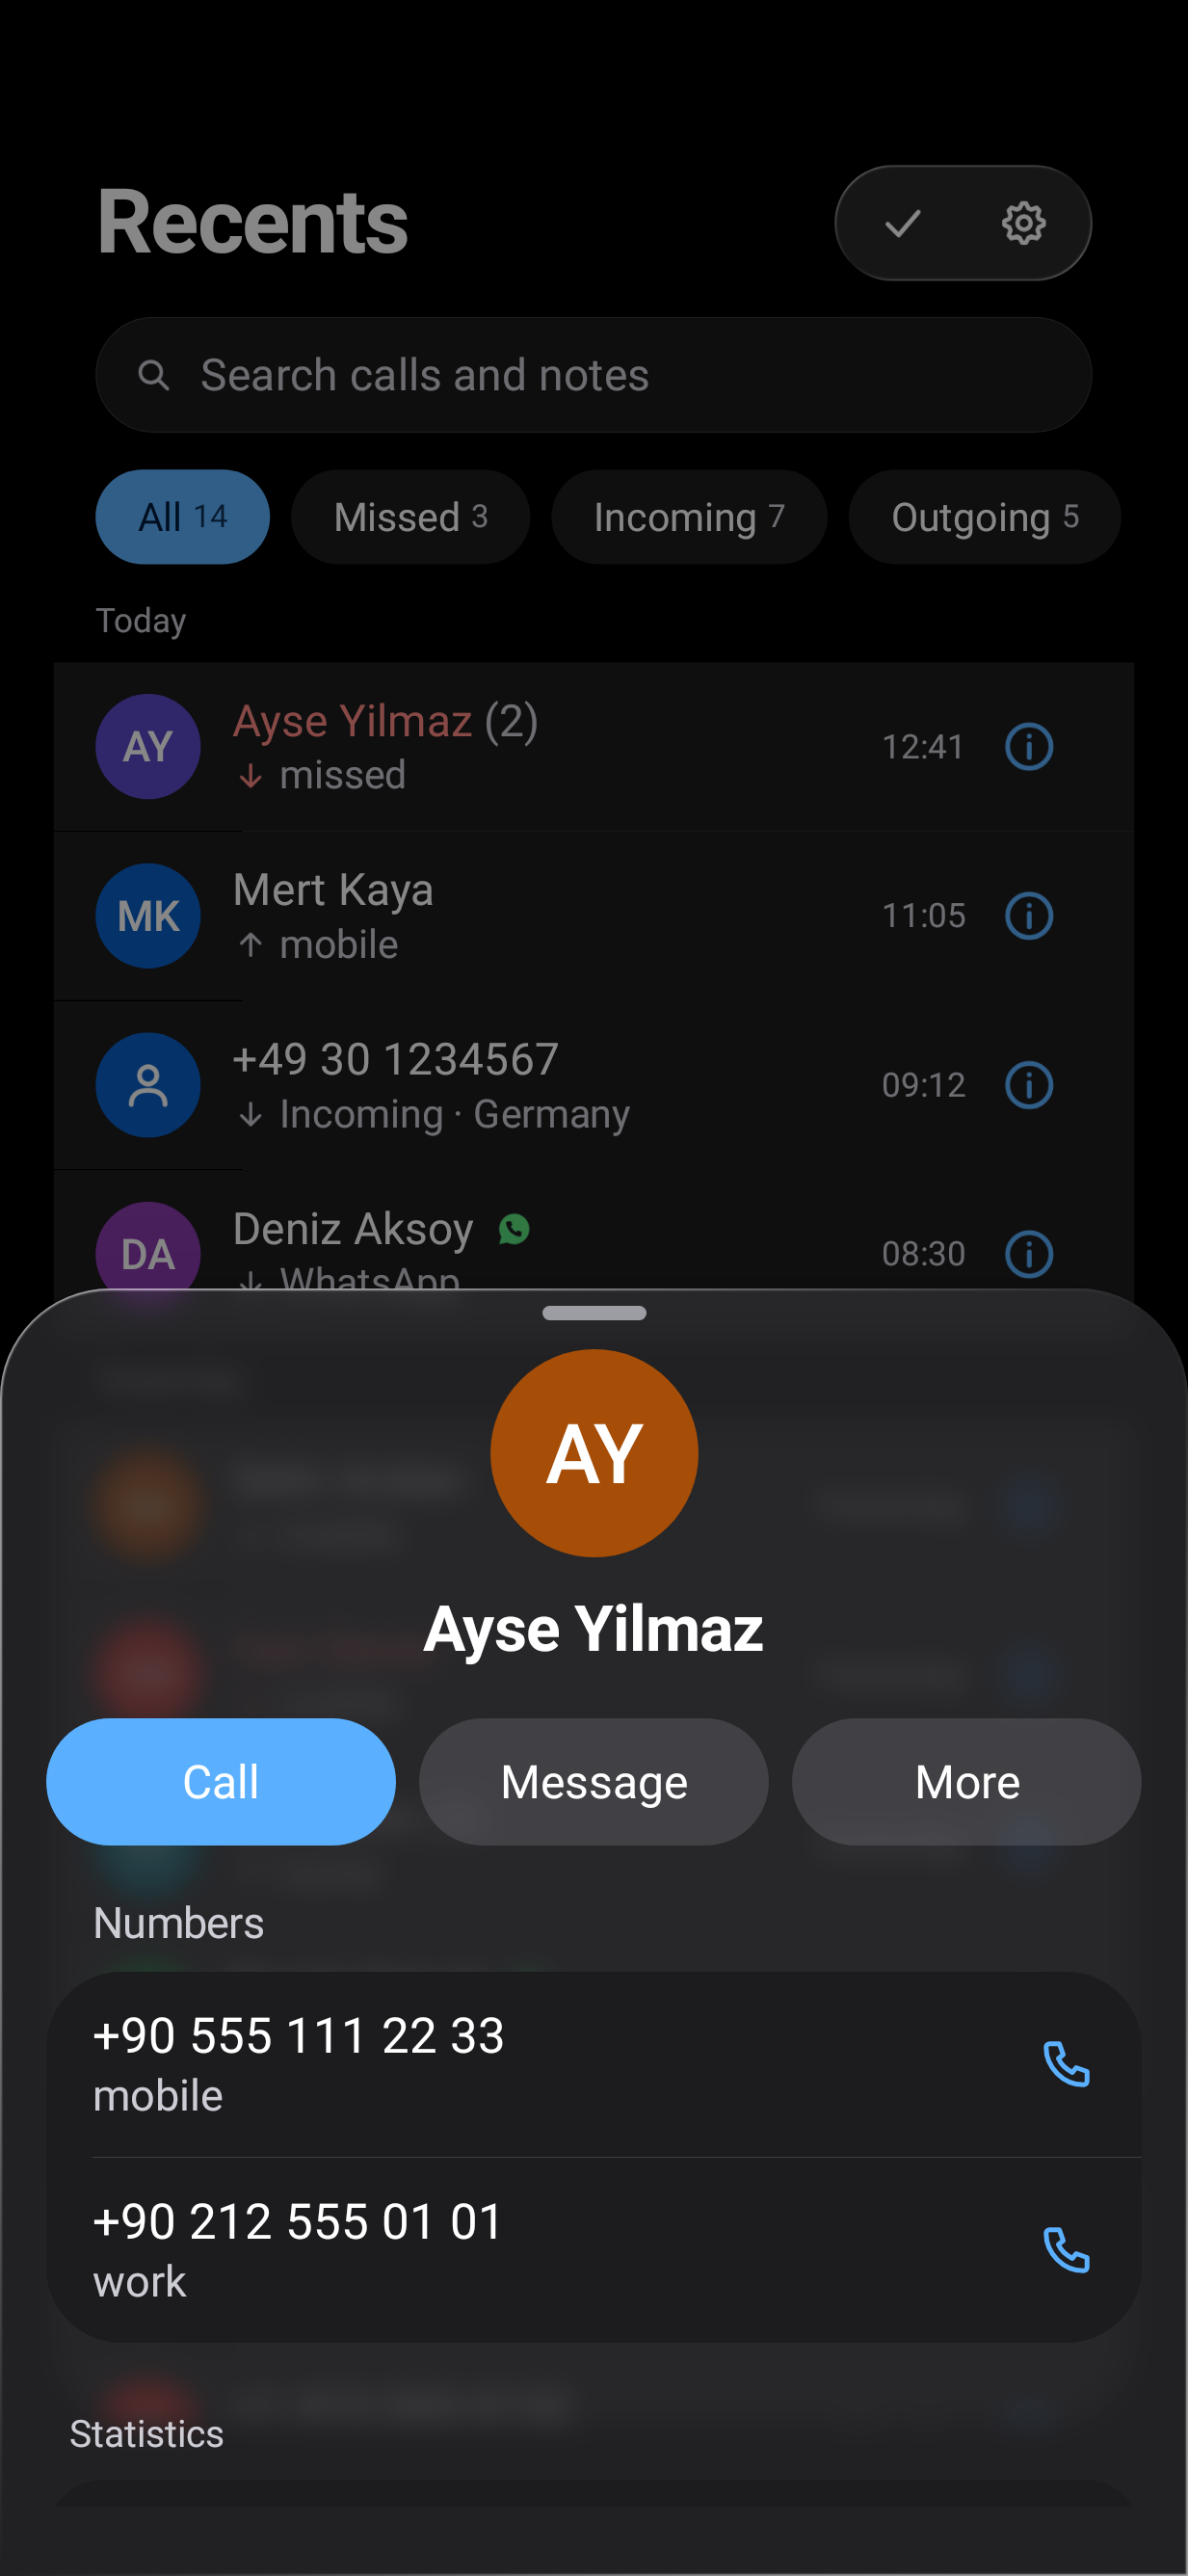 Recents
Search calls and notes
All 14 Missed 3 Incoming 7 Outgoing 5
Today
AY Ayse Yilmaz (2) 12:41
missed
MK Mert Kaya 11:05
mobile
+49 30 1234567 09:12
Incoming · Germany
DA Deniz Aksoy 08:30
WhatsApp
AY
Ayse Yilmaz
Call Message More
Numbers
+90 555 111 22 33
mobile
+90 212 555 01 01
work
Statistics